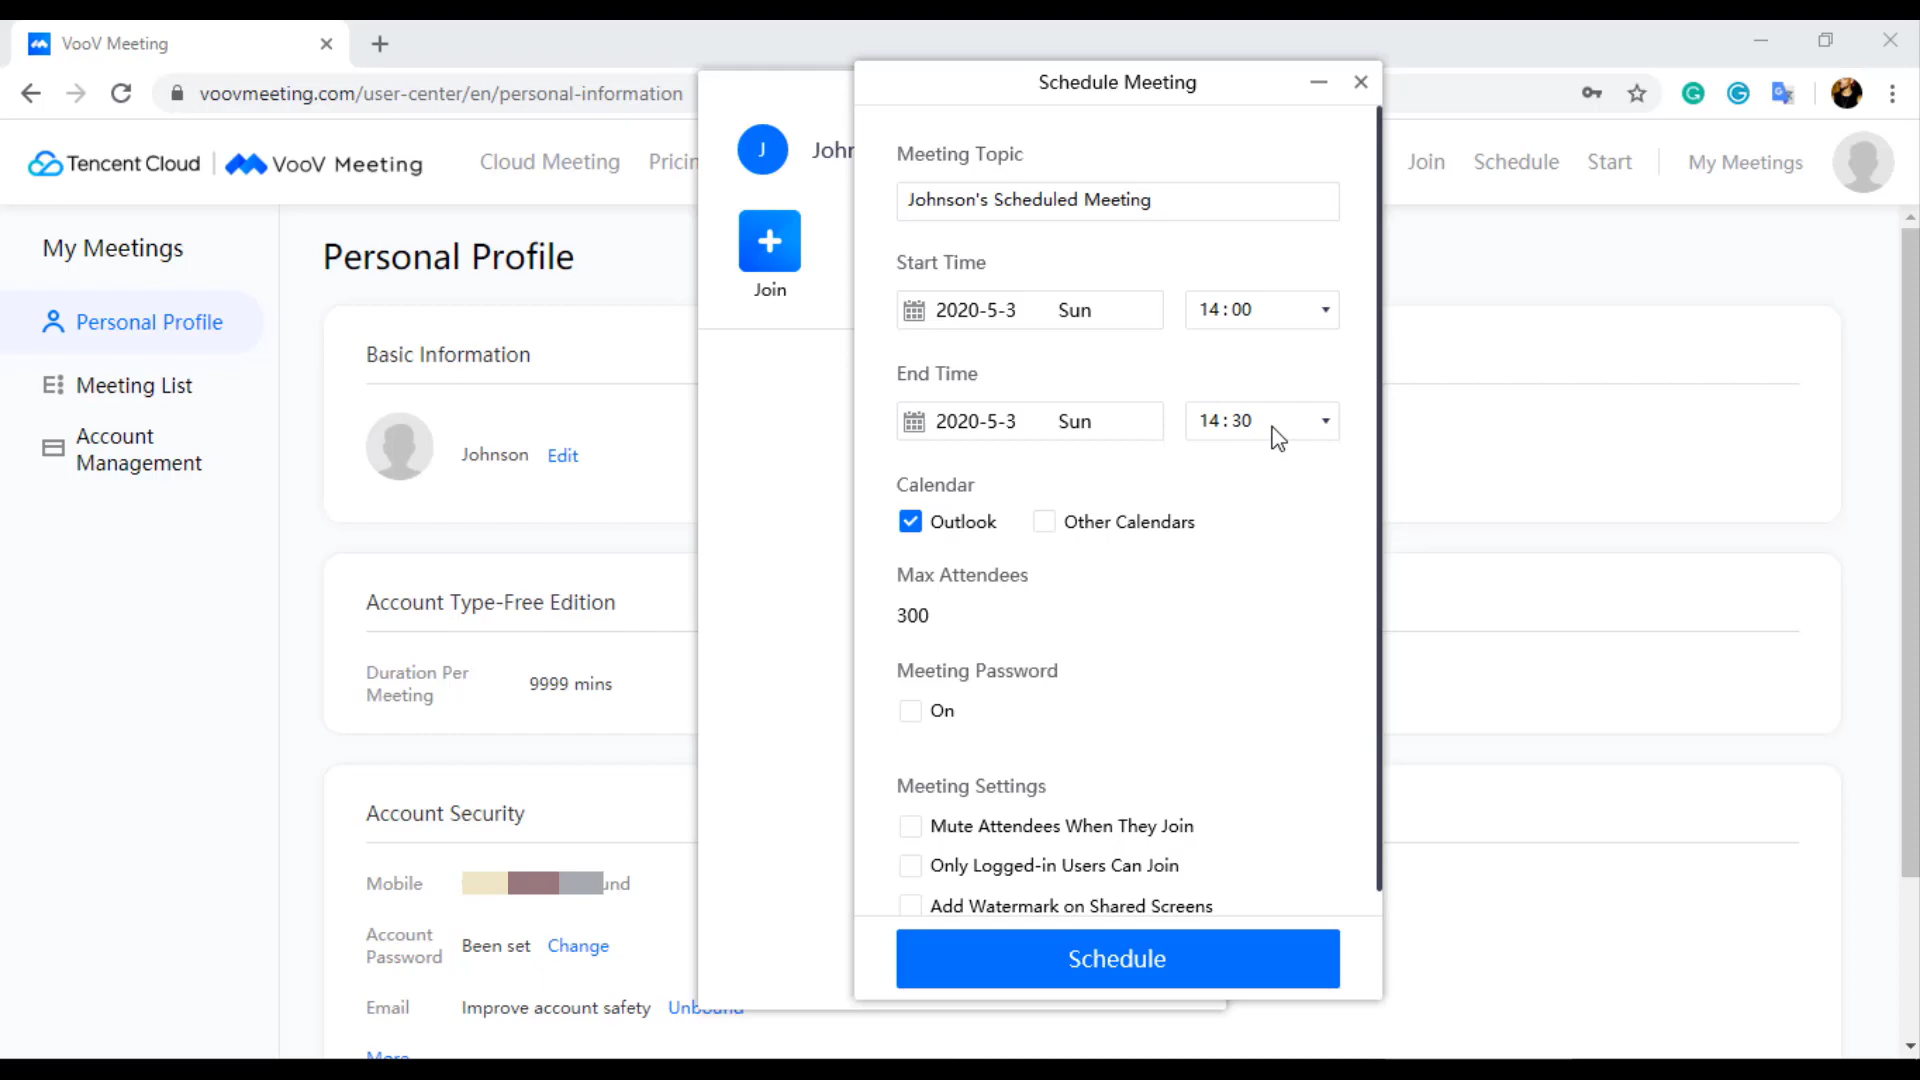 VooV Meeting
voovmeeting.com/user-center/en/personal-information
Tencent Cloud | VooV Meeting
Cloud Meeting
Join
Schedule
Start
My Meetings
My Meetings
Personal Profile
Meeting List
Account
Management
Personal Profile
Basic Information
Johnson Edit
Account Type-Free Edition
Duration Per
Meeting
9999 mins
Account Security
Mobile
Account
Password
Been set Change
Email
Improve account safety
J
Join
Schedule Meeting
Meeting Topic
Johnson's Scheduled Meeting
Start Time
2020-5-3 Sun 14:00
End Time
2020-5-3 Sun 14:30
Calendar
Outlook Other Calendars
Max Attendees
300
Meeting Password
On
Meeting Settings
Mute Attendees When They Join
Only Logged-in Users Can Join
Add Watermark on Shared Screens
Schedule